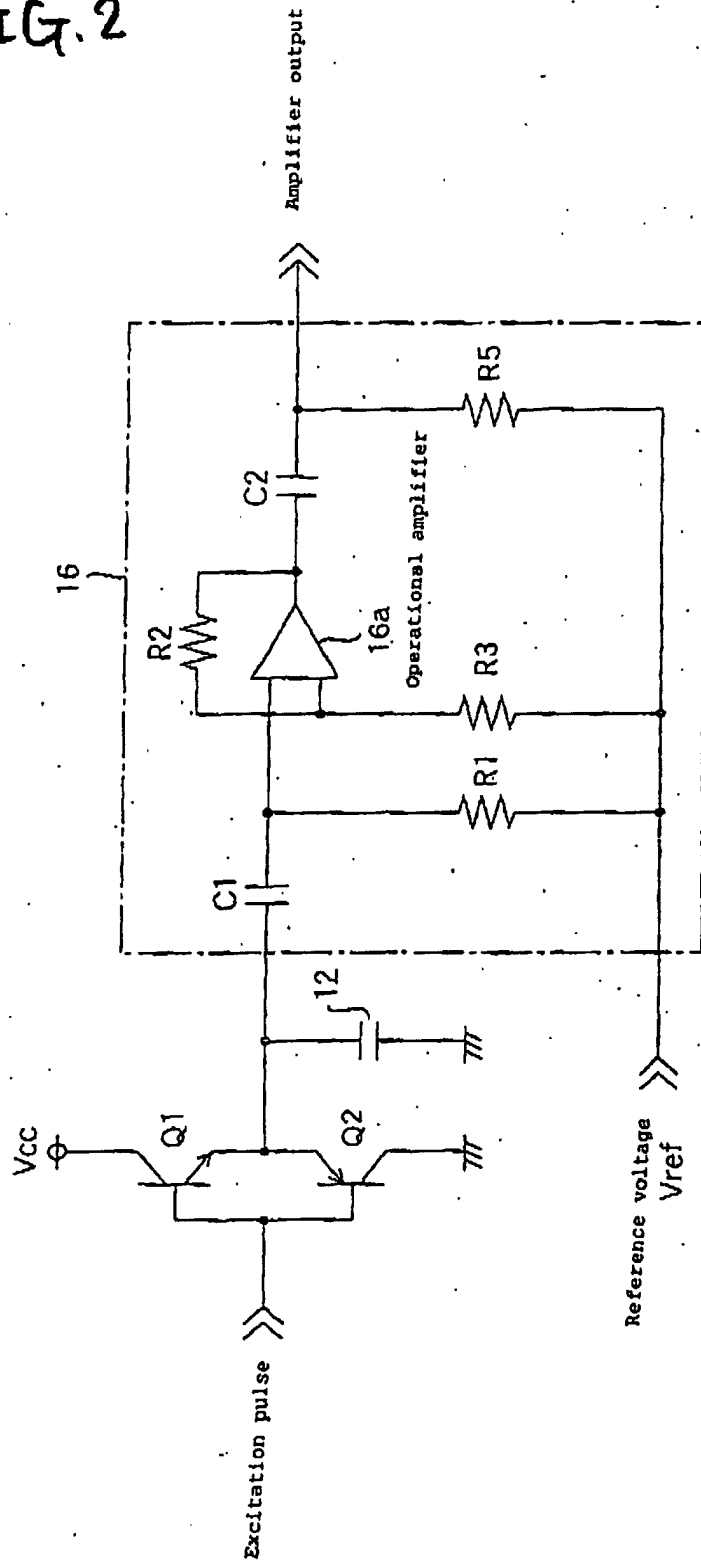 FIG.2
Amplifier output
16
R2
C2
R5
16a
Operational amplifier
R3
R1
C1
12
Vcc
Q1
Q2
Excitation pulse
Reference voltage
Vref